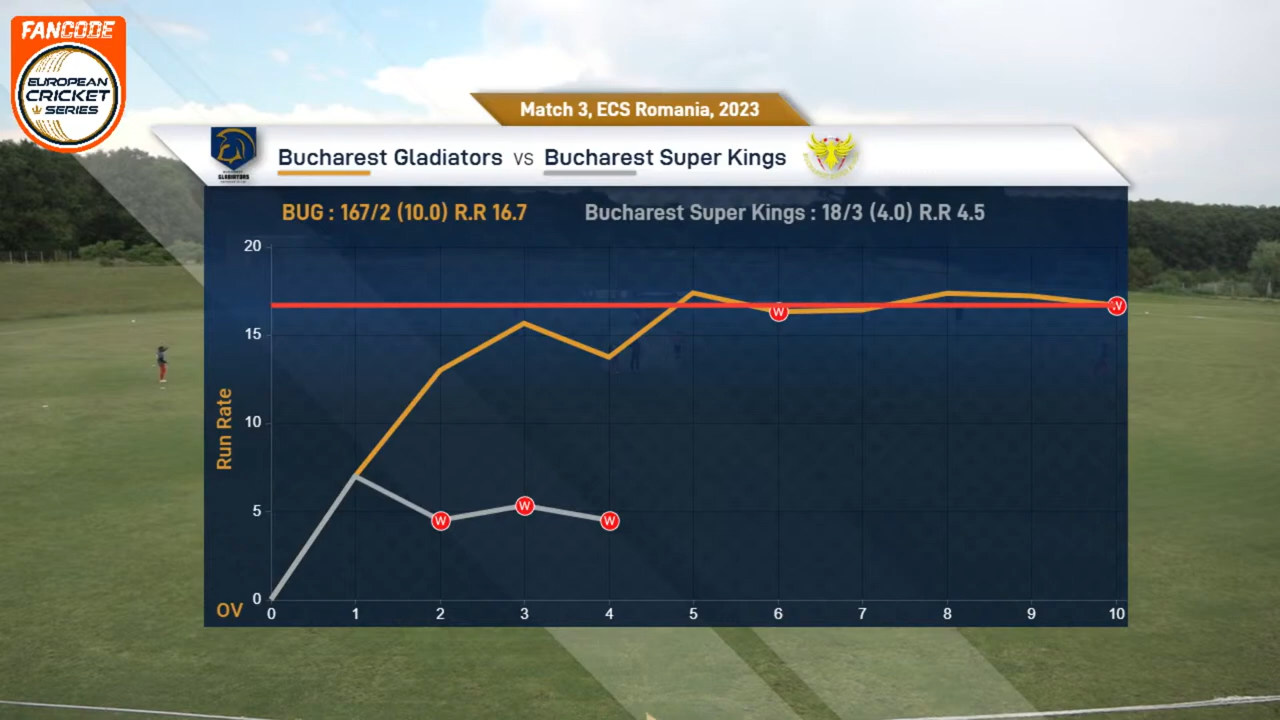 FANCODE
EUROPEAN
CRICKET
SERIES
Match 3, ECS Romania, 2023
GLADIATORS
Bucharest Gladiators vs Bucharest Super Kings
BUG : 167/2 (10.0) R.R 16.7
Bucharest Super Kings : 18/3 (4.0) R.R 4.5
20
15
10
5
0
Run Rate
W
W
W
W
W
OV
0 1 2 3 4 5 6 7 8 9 10